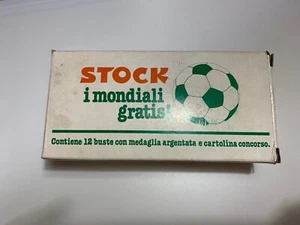 STOCK
i mondiali
gratis!
Contiene 12 buste con medaglia argentata e cartolina concorso.